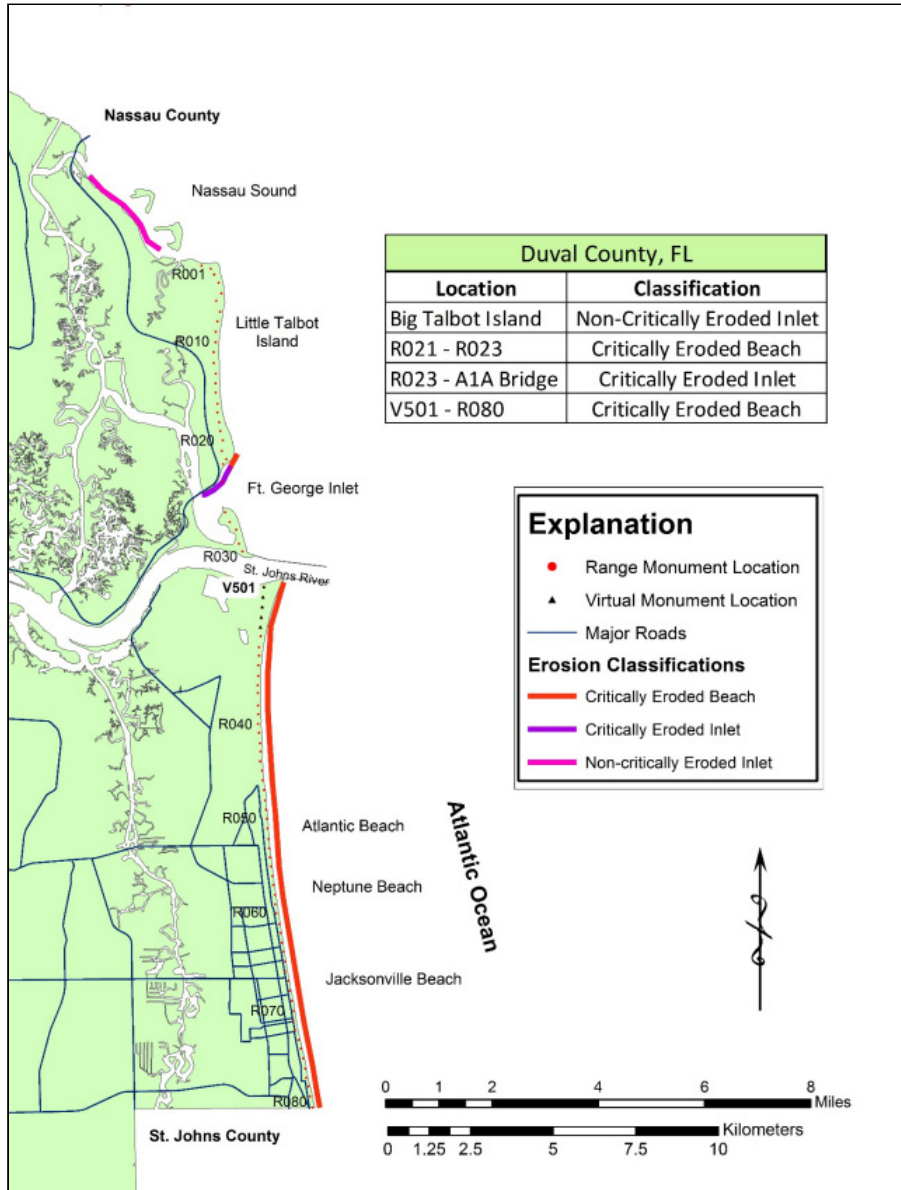 Nassau County
Nassau Sound
R001
Little Talbot
Island
R010
R020
Ft. George Inlet
R030
St. Johns River
V501
R040
R050
Atlantic Beach
Neptune Beach
R060
Jacksonville Beach
R070
R080
St. Johns County
Atlantic Ocean
Duval County, FL
Location Classification
Big Talbot Island Non-Critically Eroded Inlet
R021 - R023 Critically Eroded Beach
R023 - A1A Bridge Critically Eroded Inlet
V501 - R080 Critically Eroded Beach
Explanation
Range Monument Location
Virtual Monument Location
Major Roads
Erosion Classifications
Critically Eroded Beach
Critically Eroded Inlet
Non-critically Eroded Inlet
0 1 2 4 6 8
Miles
Kilometers
0 1.25 2.5 5 7.5 10